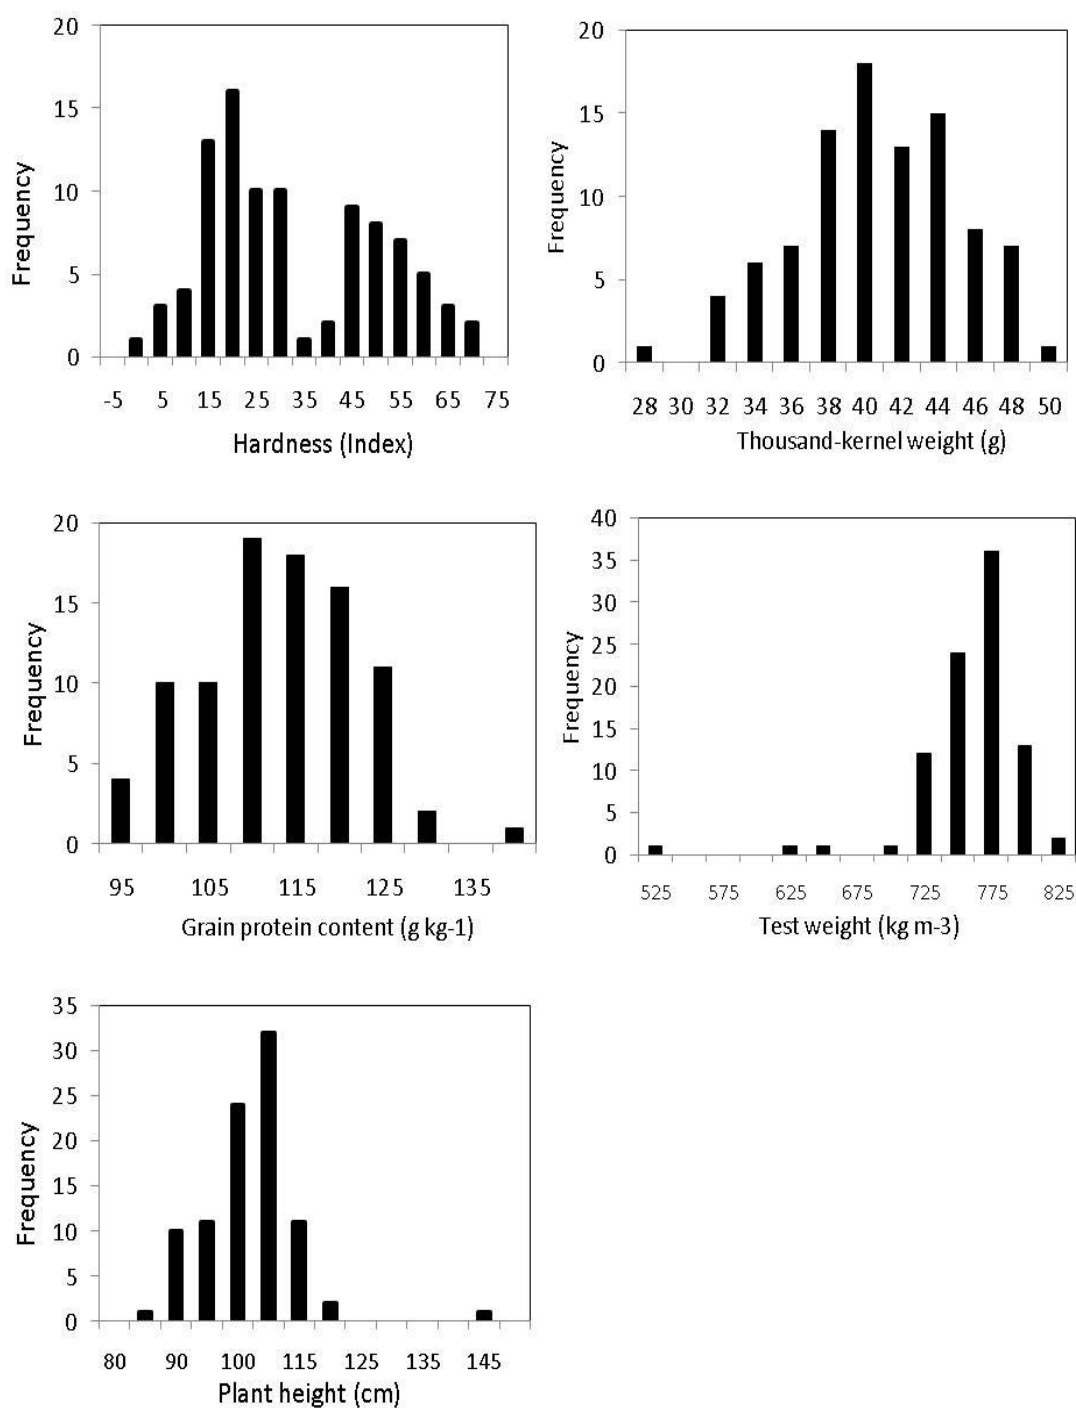 20
15
10
5
0
Frequency
-5 5 15 25 35 45 55 65 75
Hardness (Index)
20
15
10
5
0
Frequency
28 30 32 34 36 38 40 42 44 46 48 50
Thousand-kernel weight (g)
20
15
10
5
0
Frequency
95 105 115 125 135
Grain protein content (g kg-1)
40
35
30
25
20
15
10
5
0
Frequency
525 575 625 675 725 775 825
Test weight (kg m-3)
35
30
25
20
15
10
5
0
Frequency
80 90 100 115 125 135 145
Plant height (cm)